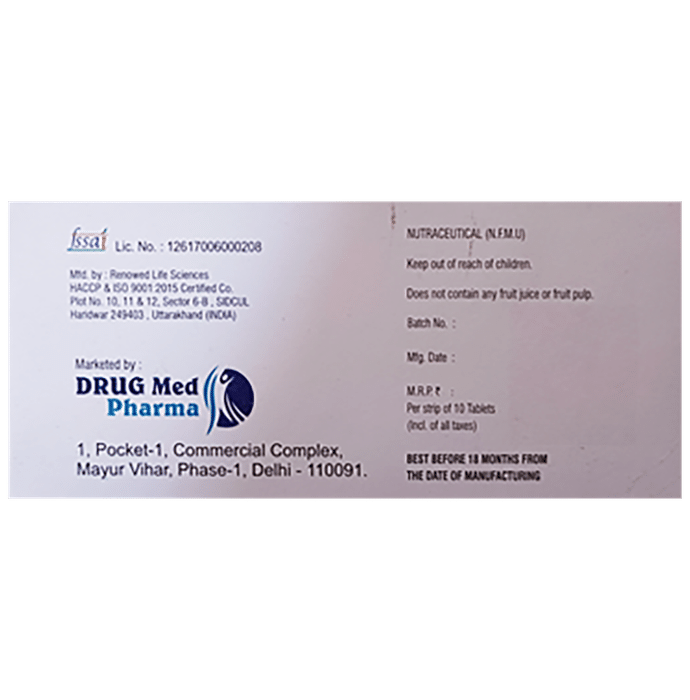 fssai Lic. No. : 12617006000208
Mfd. by : Renowed Life Sciences
HACCP & ISO 9001:2015 Certified Co.
Plot No. 10, 11 & 12, Sector 6-B , SIDCUL
Haridwar 249403 , Uttarakhand (INDIA)
Marketed by :
DRUG Med
Pharma
1, Pocket-1, Commercial Complex,
Mayur Vihar, Phase-1, Delhi - 110091.
NUTRACEUTICAL (N.F.M.U)
Keep out of reach of children.
Does not contain any fruit juice or fruit pulp.
Batch No. :
Mfg. Date :
M.R.P. ₹ :
Per strip of 10 Tablets
(Incl. of all taxes)
BEST BEFORE 18 MONTHS FROM
THE DATE OF MANUFACTURING